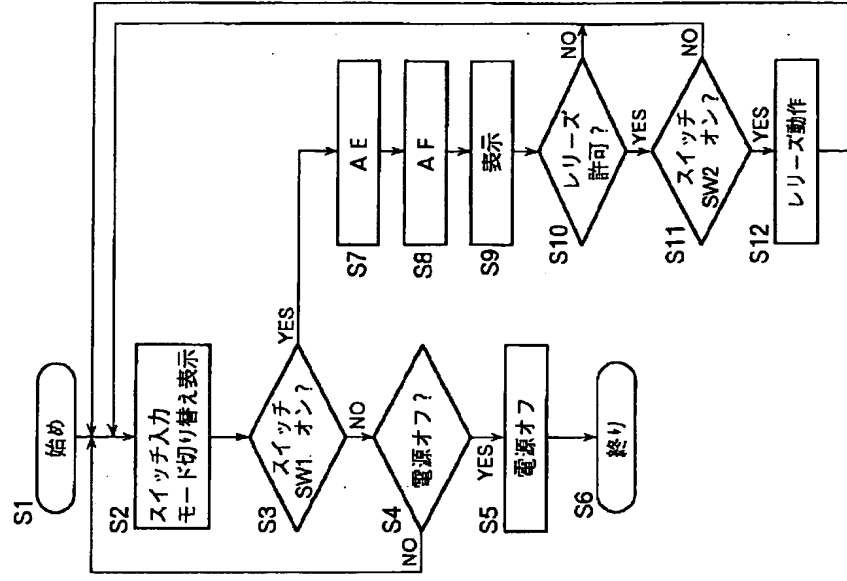 S1
始め
S2
スイッチ入力
モード切り替え表示
S3
スイッチ
SW1 オン?
YES
NO
S4
電源オフ?
NO
YES
S5
電源オフ
S6
終り
S7
AE
S8
AF
S9
表示
S10
レリーズ
許可?
NO
YES
S11
スイッチ
SW2 オン?
NO
YES
S12
レリーズ動作